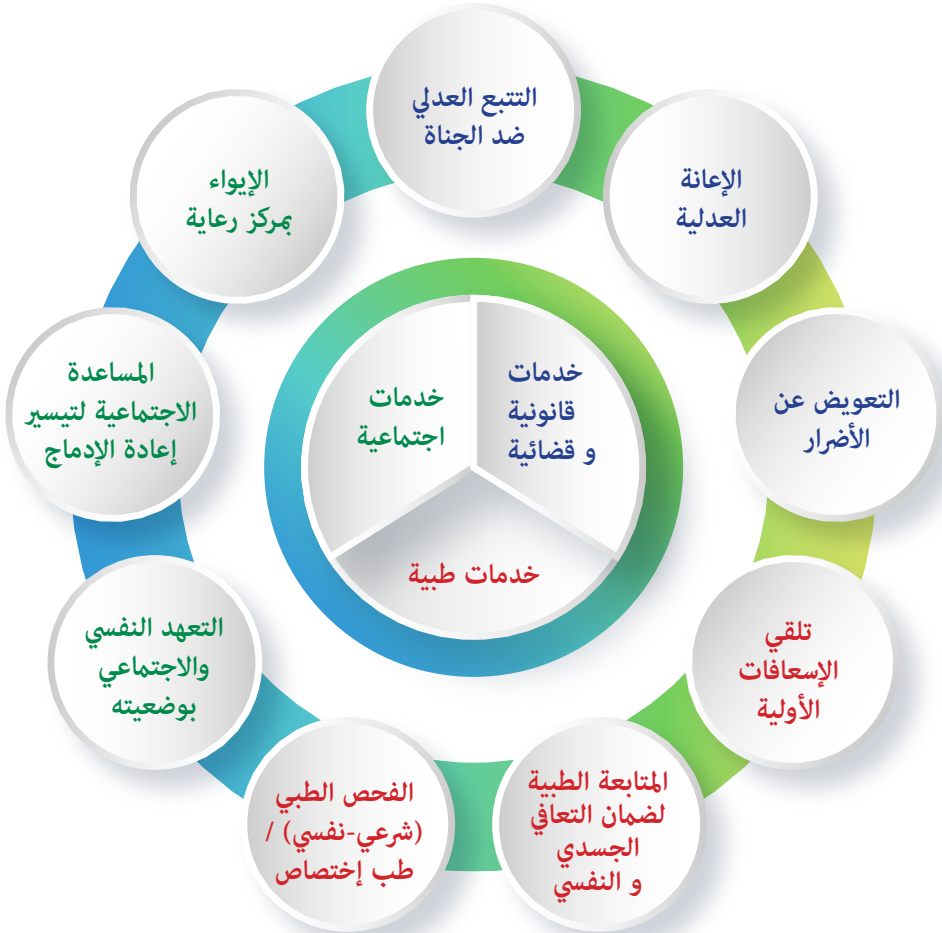 التتبع العدلي
ضد الجناة
الإعانة
العدلية
التعويض عن
الأضرار
تلقي
الإسعافات
الأولية
المتابعة الطبية
لضمان التعافي
الجسدي
و النفسي
الفحص الطبي
(شرعي-نفسي) /
طب إختصاص
التعهد النفسي
والاجتماعي
بوضعيته
المساعدة
الاجتماعية لتيسير
إعادة الإدماج
الإيواء
بمركز رعاية
خدمات
قانونية
و قضائية
خدمات
اجتماعية
خدمات طبية